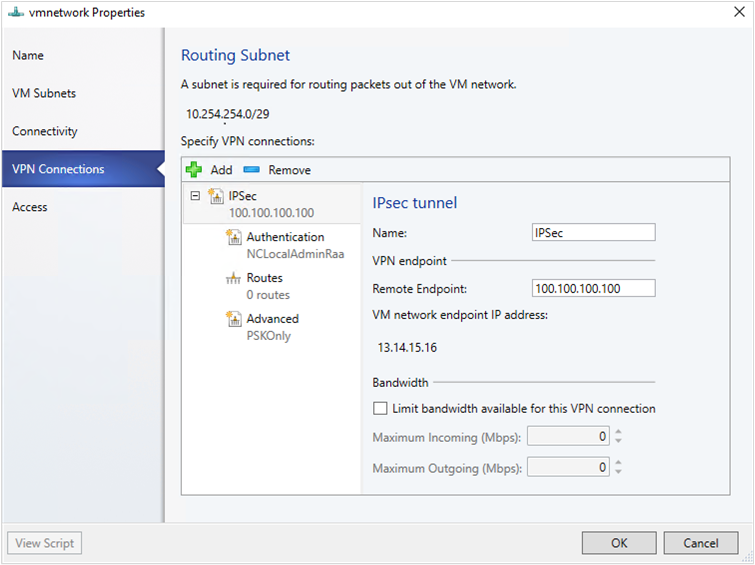 vmnetwork Properties
Name
VM Subnets
Connectivity
VPN Connections
Access
Routing Subnet
A subnet is required for routing packets out of the VM network.
10.254.254.0/29
Specify VPN connections:
Add Remove
IPSec
100.100.100.100
Authentication
NCLocalAdminRaa
Routes
0 routes
Advanced
PSKOnly
IPsec tunnel
Name: IPSec
VPN endpoint
Remote Endpoint: 100.100.100.100
VM network endpoint IP address:
13.14.15.16
Bandwidth
Limit bandwidth available for this VPN connection
Maximum Incoming (Mbps): 0
Maximum Outgoing (Mbps): 0
View Script OK Cancel